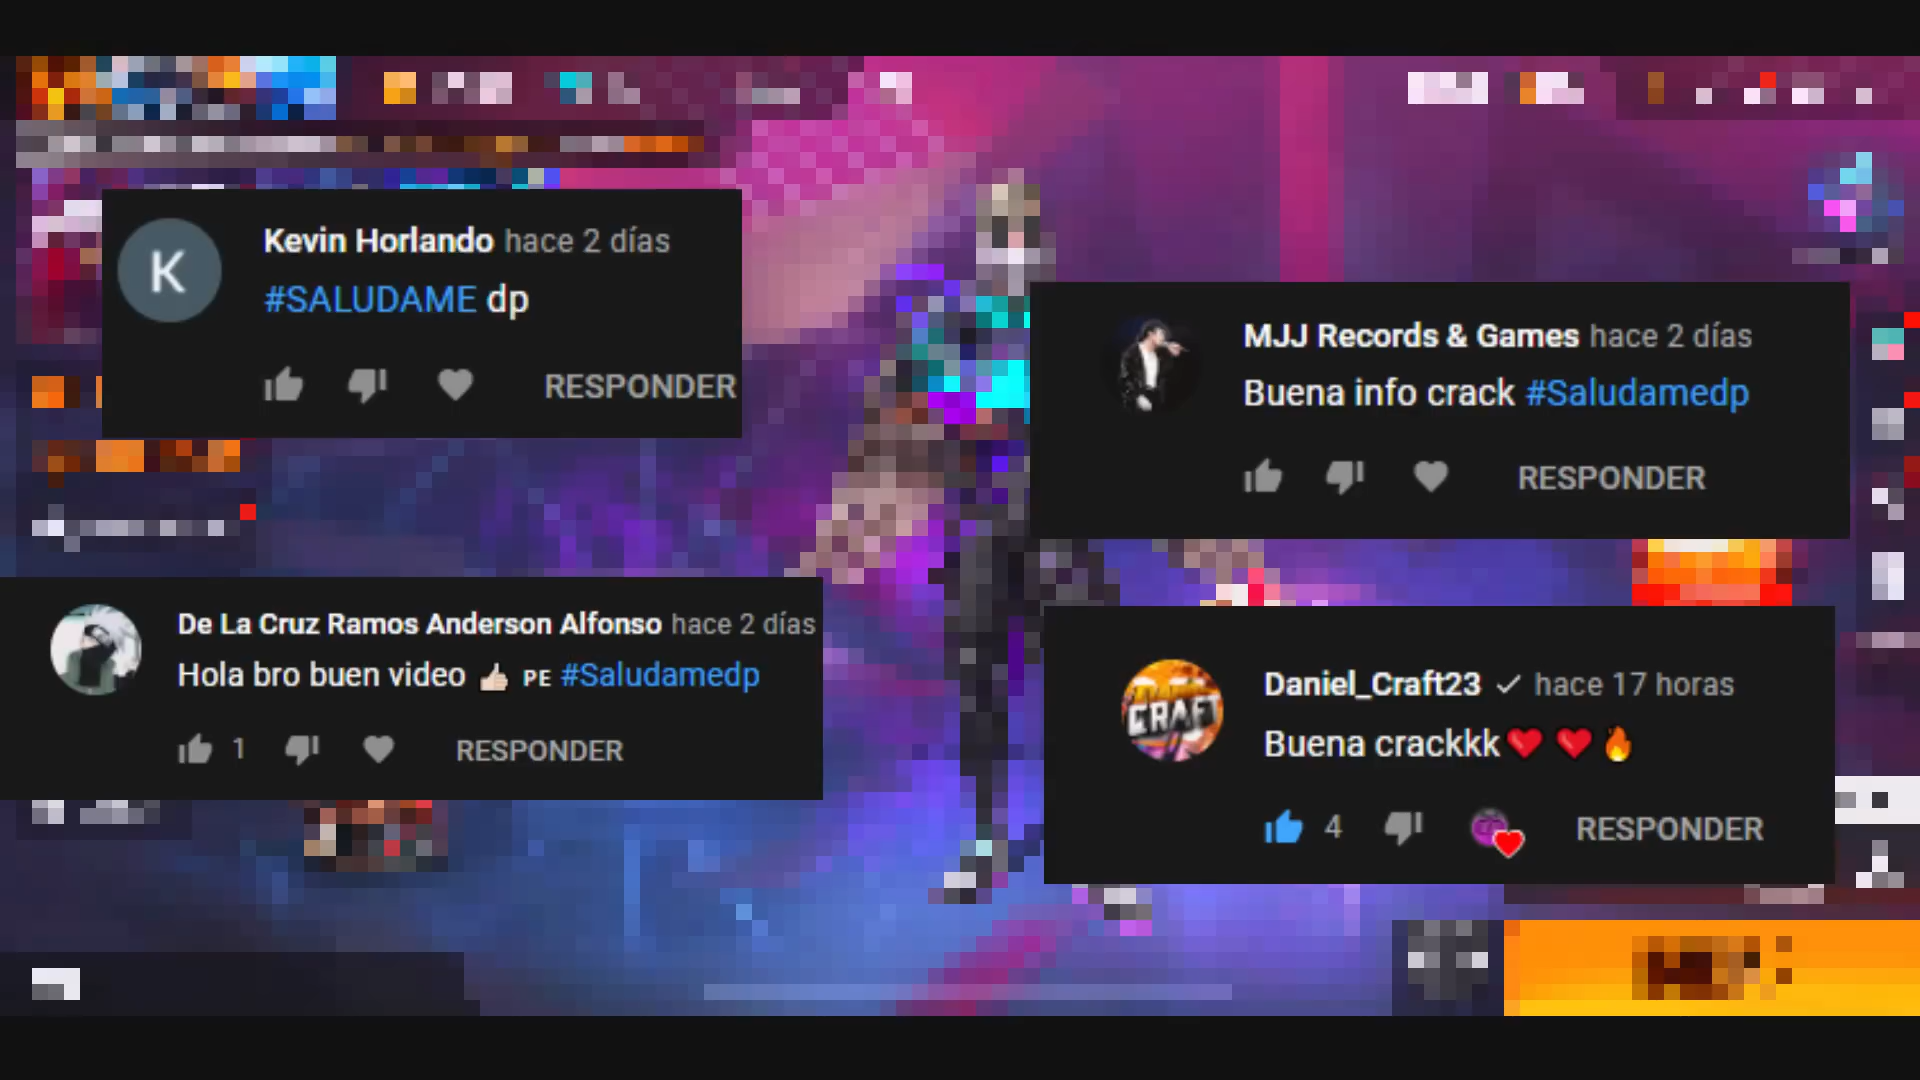 K
Kevin Horlando hace 2 días
#SALUDAME dp
RESPONDER
MJJ Records & Games hace 2 días
Buena info crack #Saludamedp
RESPONDER
De La Cruz Ramos Anderson Alfonso hace 2 días
Hola bro buen video 👍🏻 PE #Saludamedp
1 RESPONDER
CRAFT
Daniel_Craft23 ✓ hace 17 horas
Buena crackkk❤️ ❤️ 🔥
4 RESPONDER